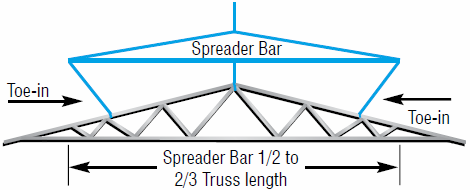 Spreader Bar
Toe-in
Toe-in
Spreader Bar 1/2 to
2/3 Truss length